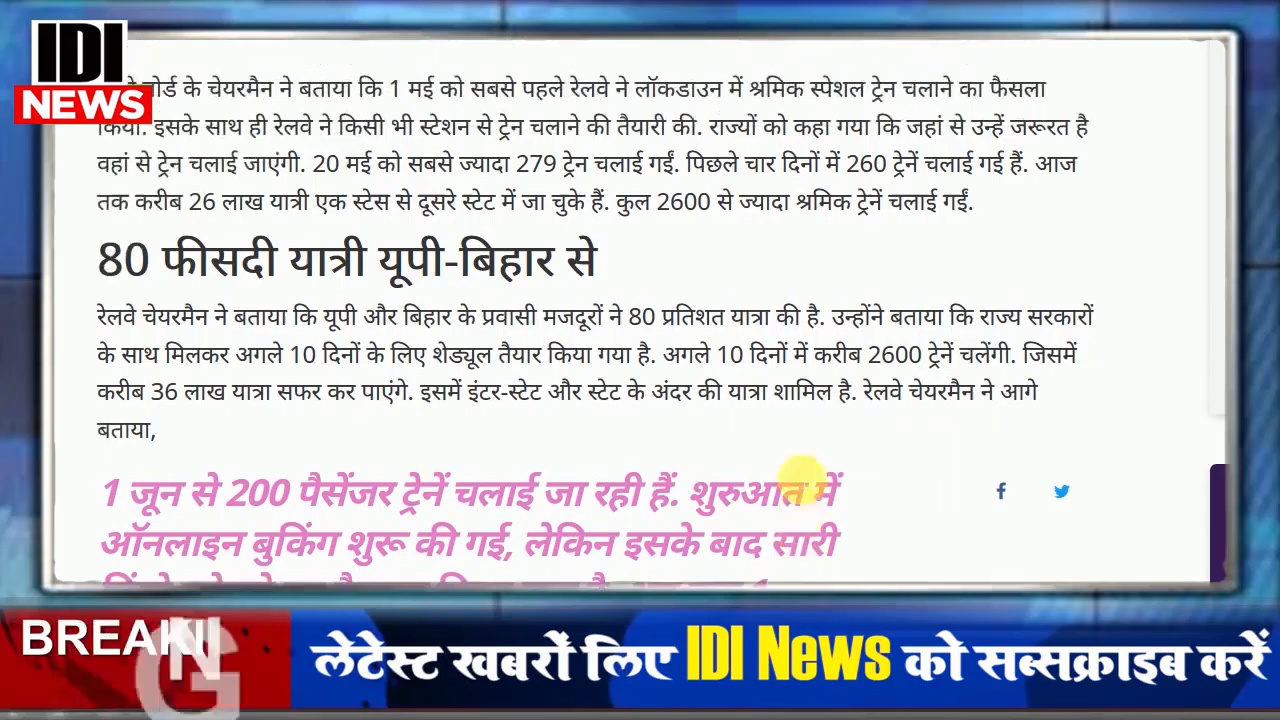 IDI
NEWS
के चेयरमैन ने बताया कि 1 मई को सबसे पहले रेलवे ने लॉकडाउन में श्रमिक स्पेशल ट्रेन चलाने का फैसला
किया. इसके साथ ही रेलवे ने किसी भी स्टेशन से ट्रेन चलाने की तैयारी की. राज्यों को कहा गया कि जहां से उन्हें जरूरत है
वहां से ट्रेन चलाई जाएंगी. 20 मई को सबसे ज्यादा 279 ट्रेन चलाई गईं. पिछले चार दिनों में 260 ट्रेनें चलाई गई हैं. आज
तक करीब 26 लाख यात्री एक स्टेस से दूसरे स्टेट में जा चुके हैं. कुल 2600 से ज्यादा श्रमिक ट्रेनें चलाई गईं.
80 फीसदी यात्री यूपी-बिहार से
रेलवे चेयरमैन ने बताया कि यूपी और बिहार के प्रवासी मजदूरों ने 80 प्रतिशत यात्रा की है. उन्होंने बताया कि राज्य सरकारों
के साथ मिलकर अगले 10 दिनों के लिए शेड्यूल तैयार किया गया है. अगले 10 दिनों में करीब 2600 ट्रेनें चलेंगी. जिसमें
करीब 36 लाख यात्रा सफर कर पाएंगे. इसमें इंटर-स्टेट और स्टेट के अंदर की यात्रा शामिल है. रेलवे चेयरमैन ने आगे
बताया,
1 जून से 200 पैसेंजर ट्रेनें चलाई जा रही हैं. शुरुआत में
ऑनलाइन बुकिंग शुरू की गई, लेकिन इसके बाद सारी
BREAKING
लेटेस्ट खबरों लिए IDI News को सब्सक्राइब करें